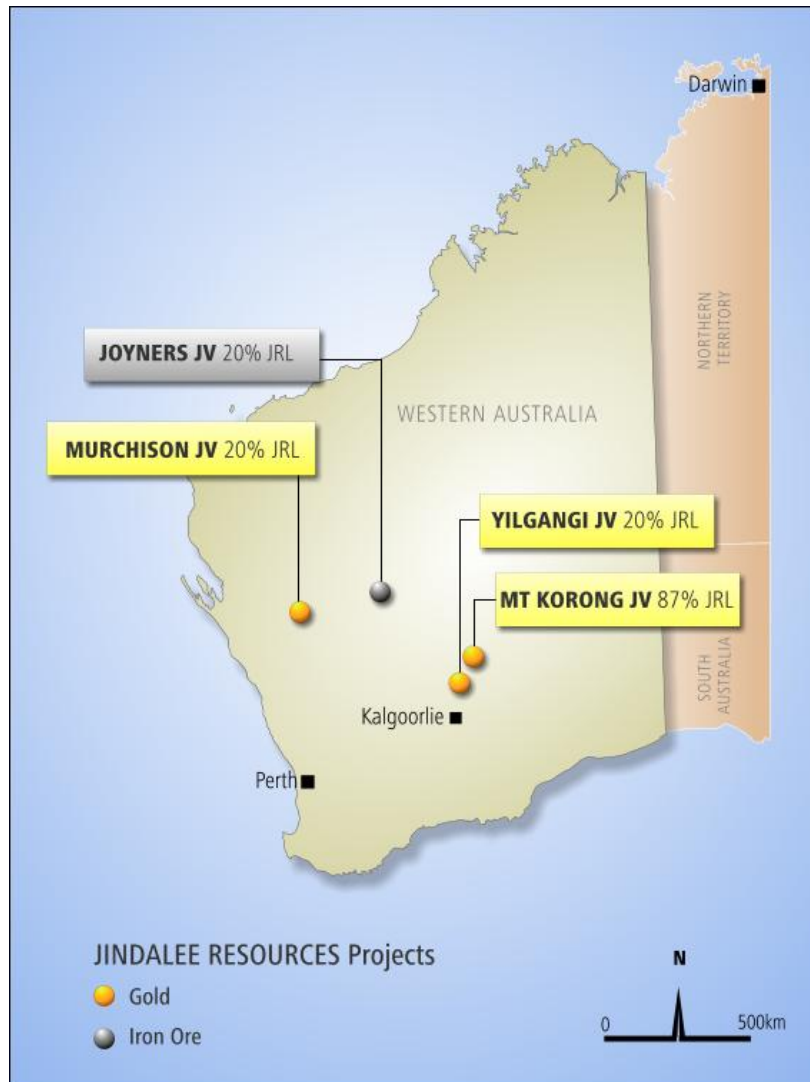 Darwin
NORTHERN
TERRITORY
JOYNERS JV 20% JRL
WESTERN AUSTRALIA
MURCHISON JV 20% JRL
YILGANGI JV 20% JRL
MT KORONG JV 87% JRL
SOUTH
AUSTRALIA
Kalgoorlie
Perth
JINDALEE RESOURCES Projects
Gold
Iron Ore
N
0 500km